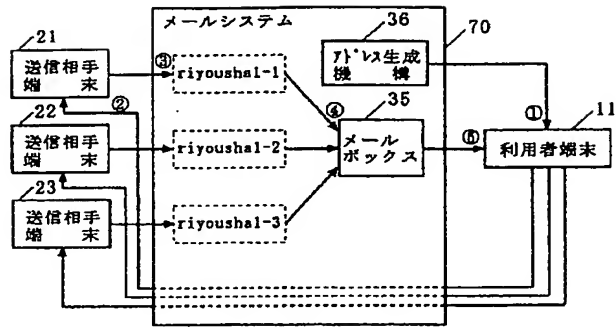 メールシステム
36
70
21
送信相手
端　末
③
riyousha1-1
ｱﾄﾞﾚｽ生成
機　構
②
④
35
①
11
22
送信相手
端　末
riyousha1-2
メール
ボックス
⑤
利用者端末
23
送信相手
端　末
riyousha1-3